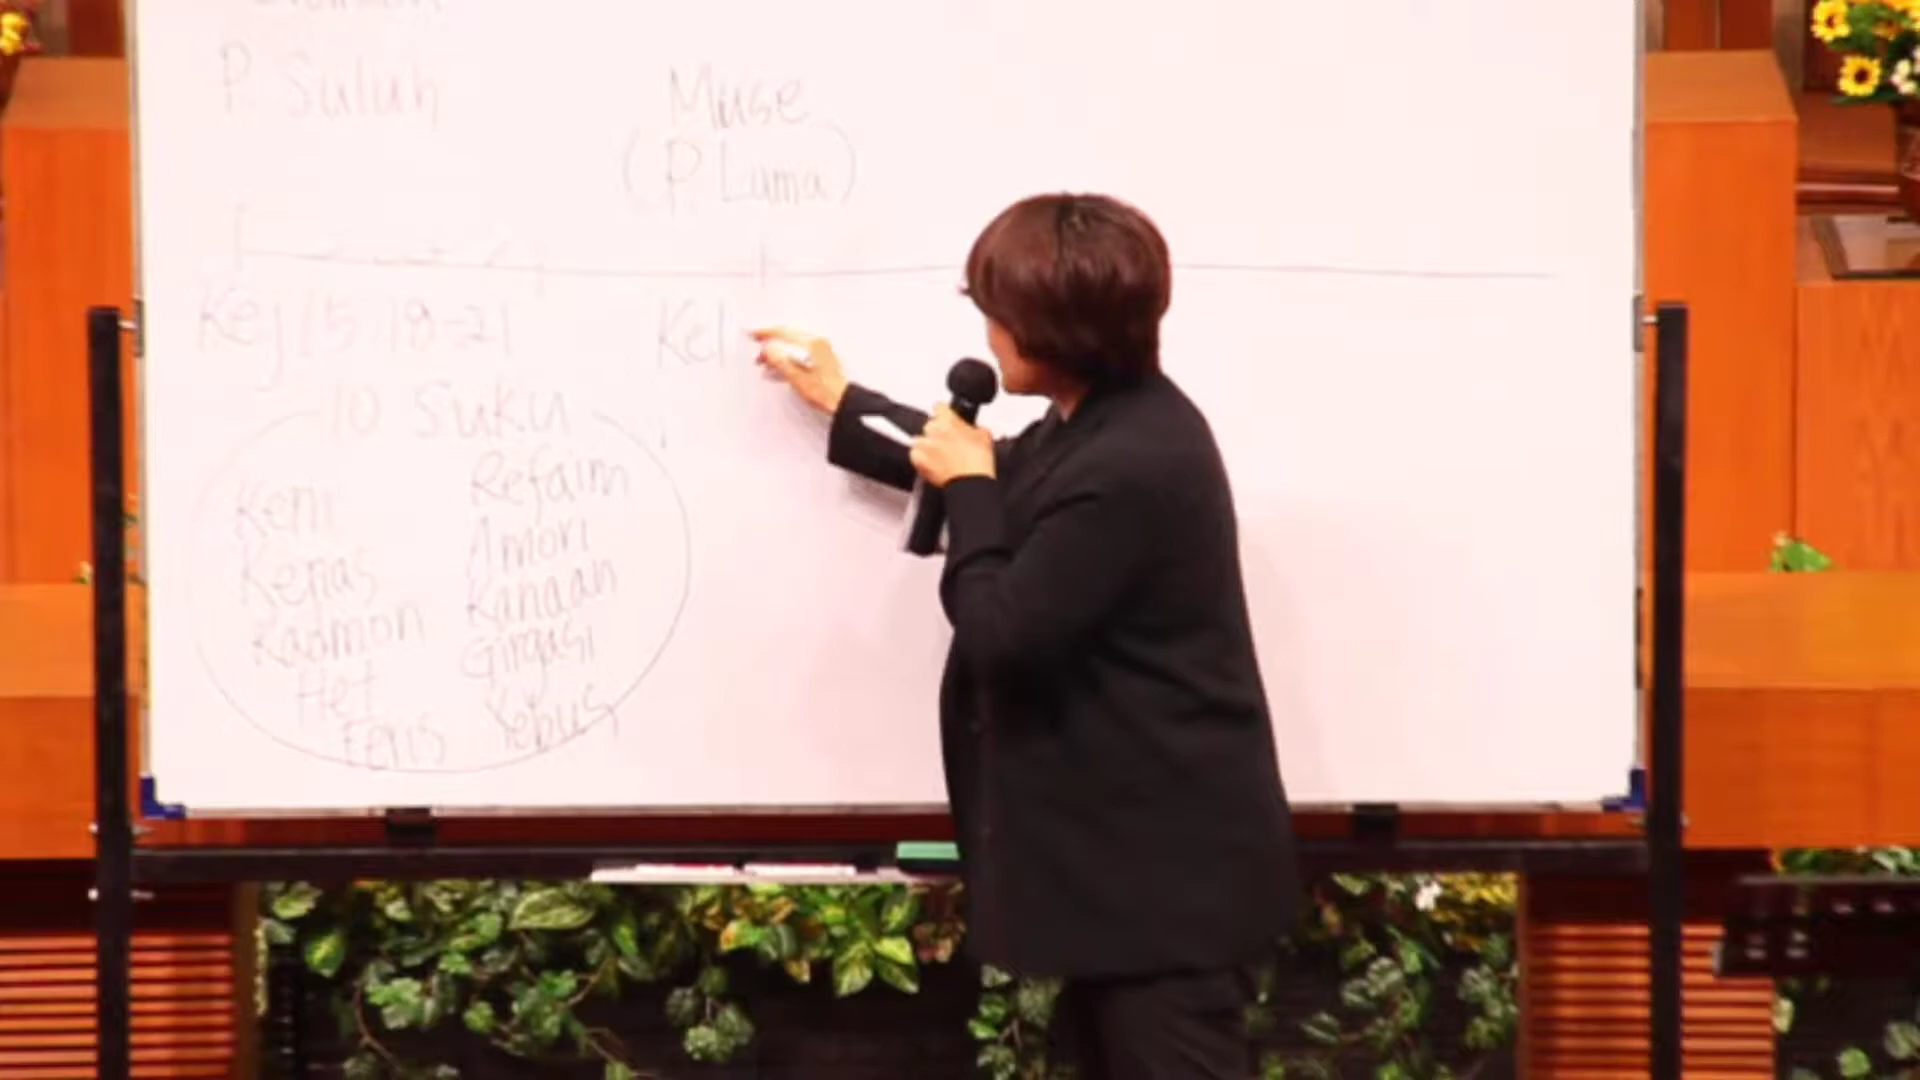 P. Suluh
Muse
(P. Lama)
Kej 15:18-21
Kel
10 Suku
Keni
Kenas
Kadmon
Het
Feris
Refaim
Amori
Kanaan
Girgasi
Yebus